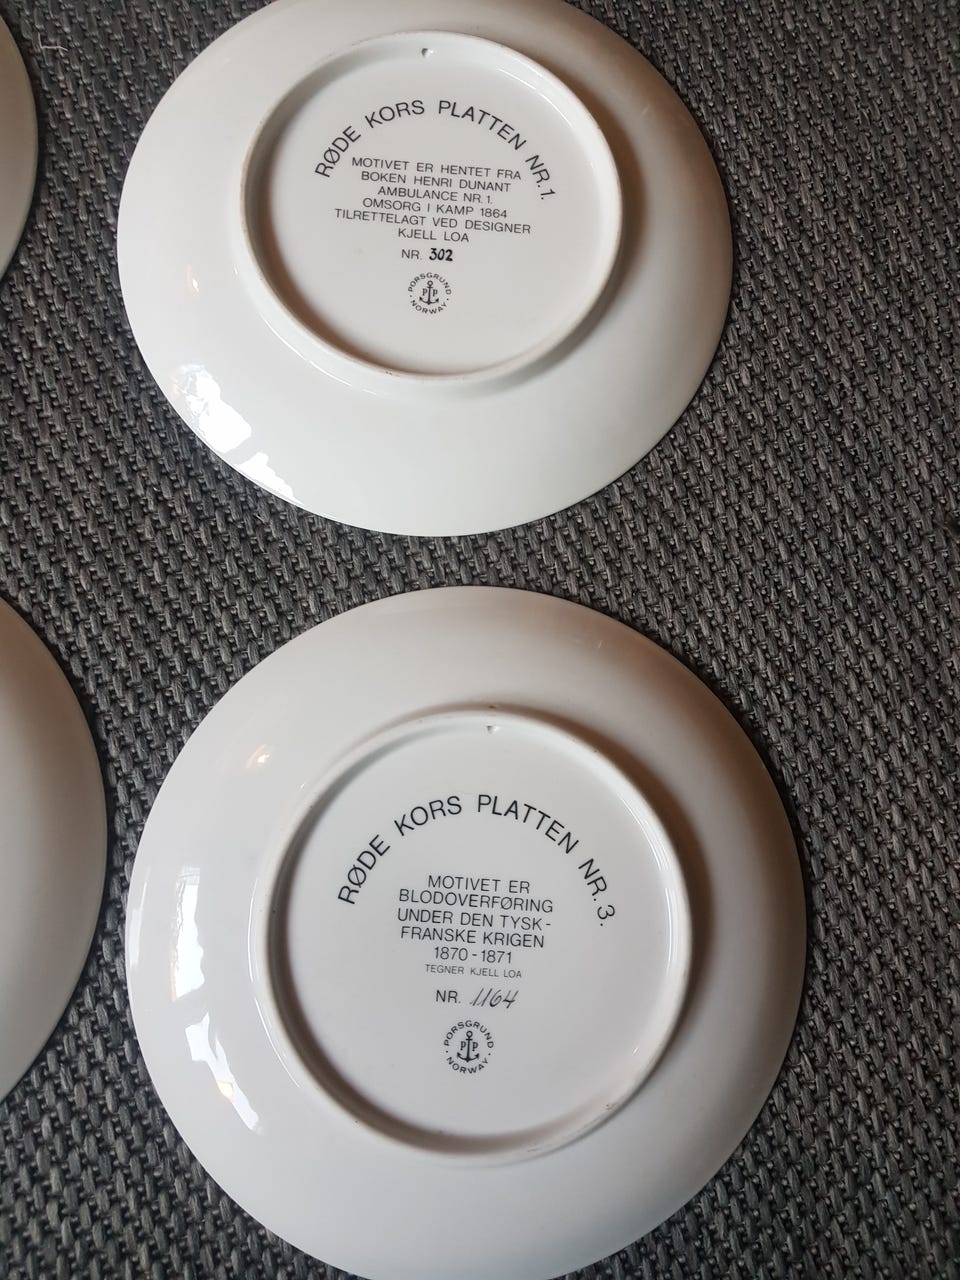 RØDE KORS PLATTEN NR. 1.
MOTIVET ER HENTET FRA
BOKEN HENRI DUNANT
AMBULANCE NR. 1.
OMSORG I KAMP 1864
TILRETTELAGT VED DESIGNER
KJELL LOA
NR. 302
PORSGRUND
P P
· NORWAY ·
RØDE KORS PLATTEN NR. 3.
MOTIVET ER
BLODOVERFØRING
UNDER DEN TYSK-
FRANSKE KRIGEN
1870-1871
TEGNER KJELL LOA
NR. 1164
PORSGRUND
P P
· NORWAY ·